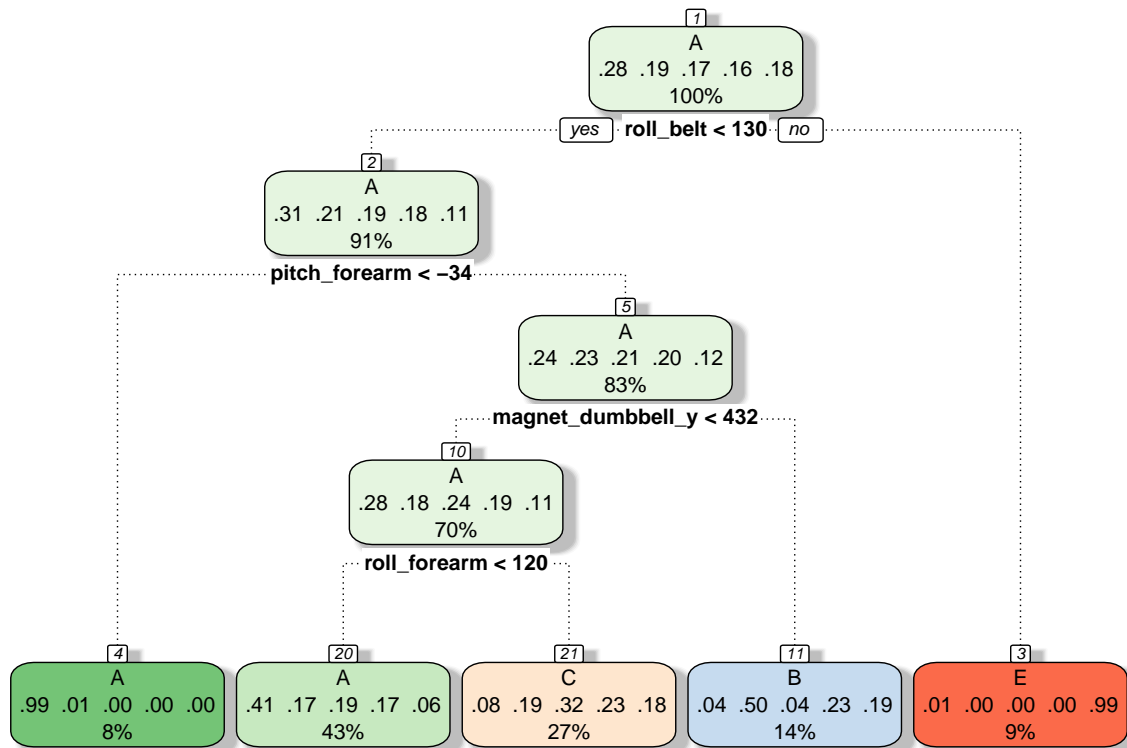 1
A
.28 .19 .17 .16 .18
100%
yes roll_belt < 130 no
2
A
.31 .21 .19 .18 .11
91%
pitch_forearm < −34
5
A
.24 .23 .21 .20 .12
83%
magnet_dumbbell_y < 432
10
A
.28 .18 .24 .19 .11
70%
roll_forearm < 120
4
A
.99 .01 .00 .00 .00
8%
20
A
.41 .17 .19 .17 .06
43%
21
C
.08 .19 .32 .23 .18
27%
11
B
.04 .50 .04 .23 .19
14%
3
E
.01 .00 .00 .00 .99
9%